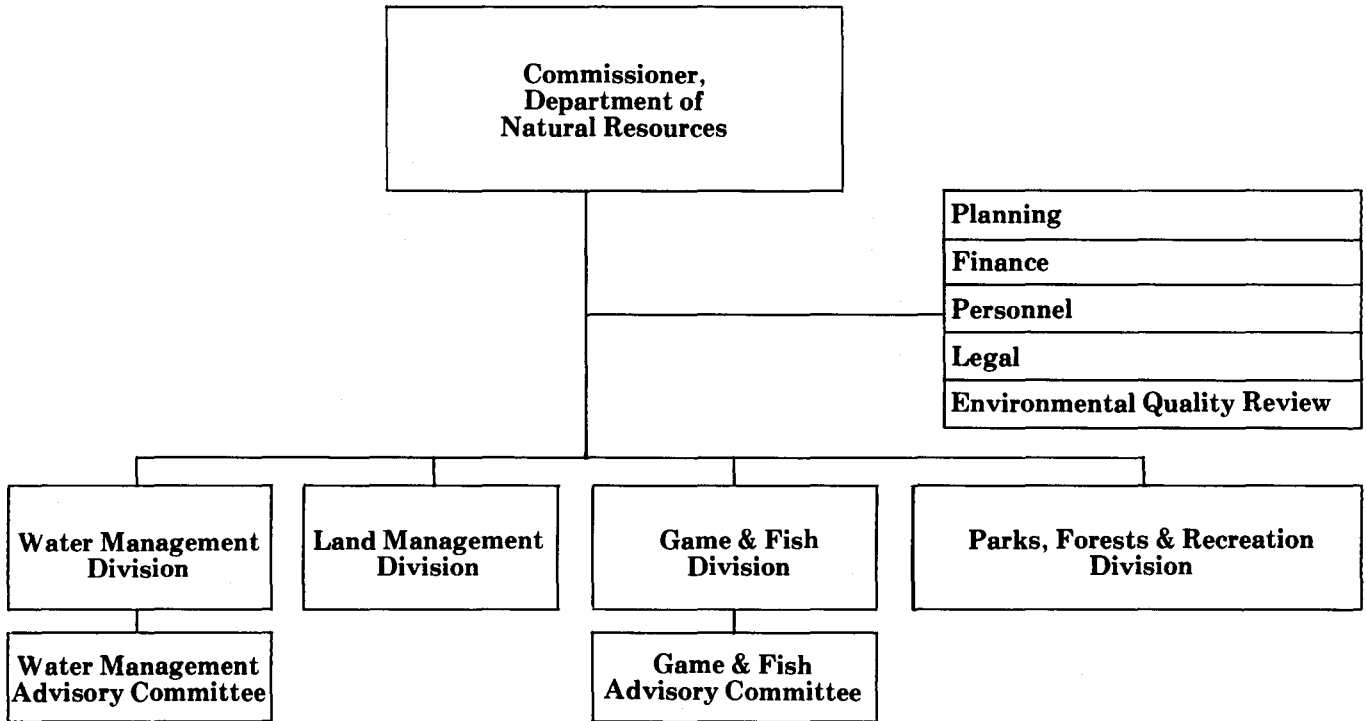 Commissioner,
Department of
Natural Resources
Planning
Finance
Personnel
Legal
Environmental Quality Review
Water Management
Division
Land Management
Division
Game & Fish
Division
Parks, Forests & Recreation
Division
Water Management
Advisory Committee
Game & Fish
Advisory Committee